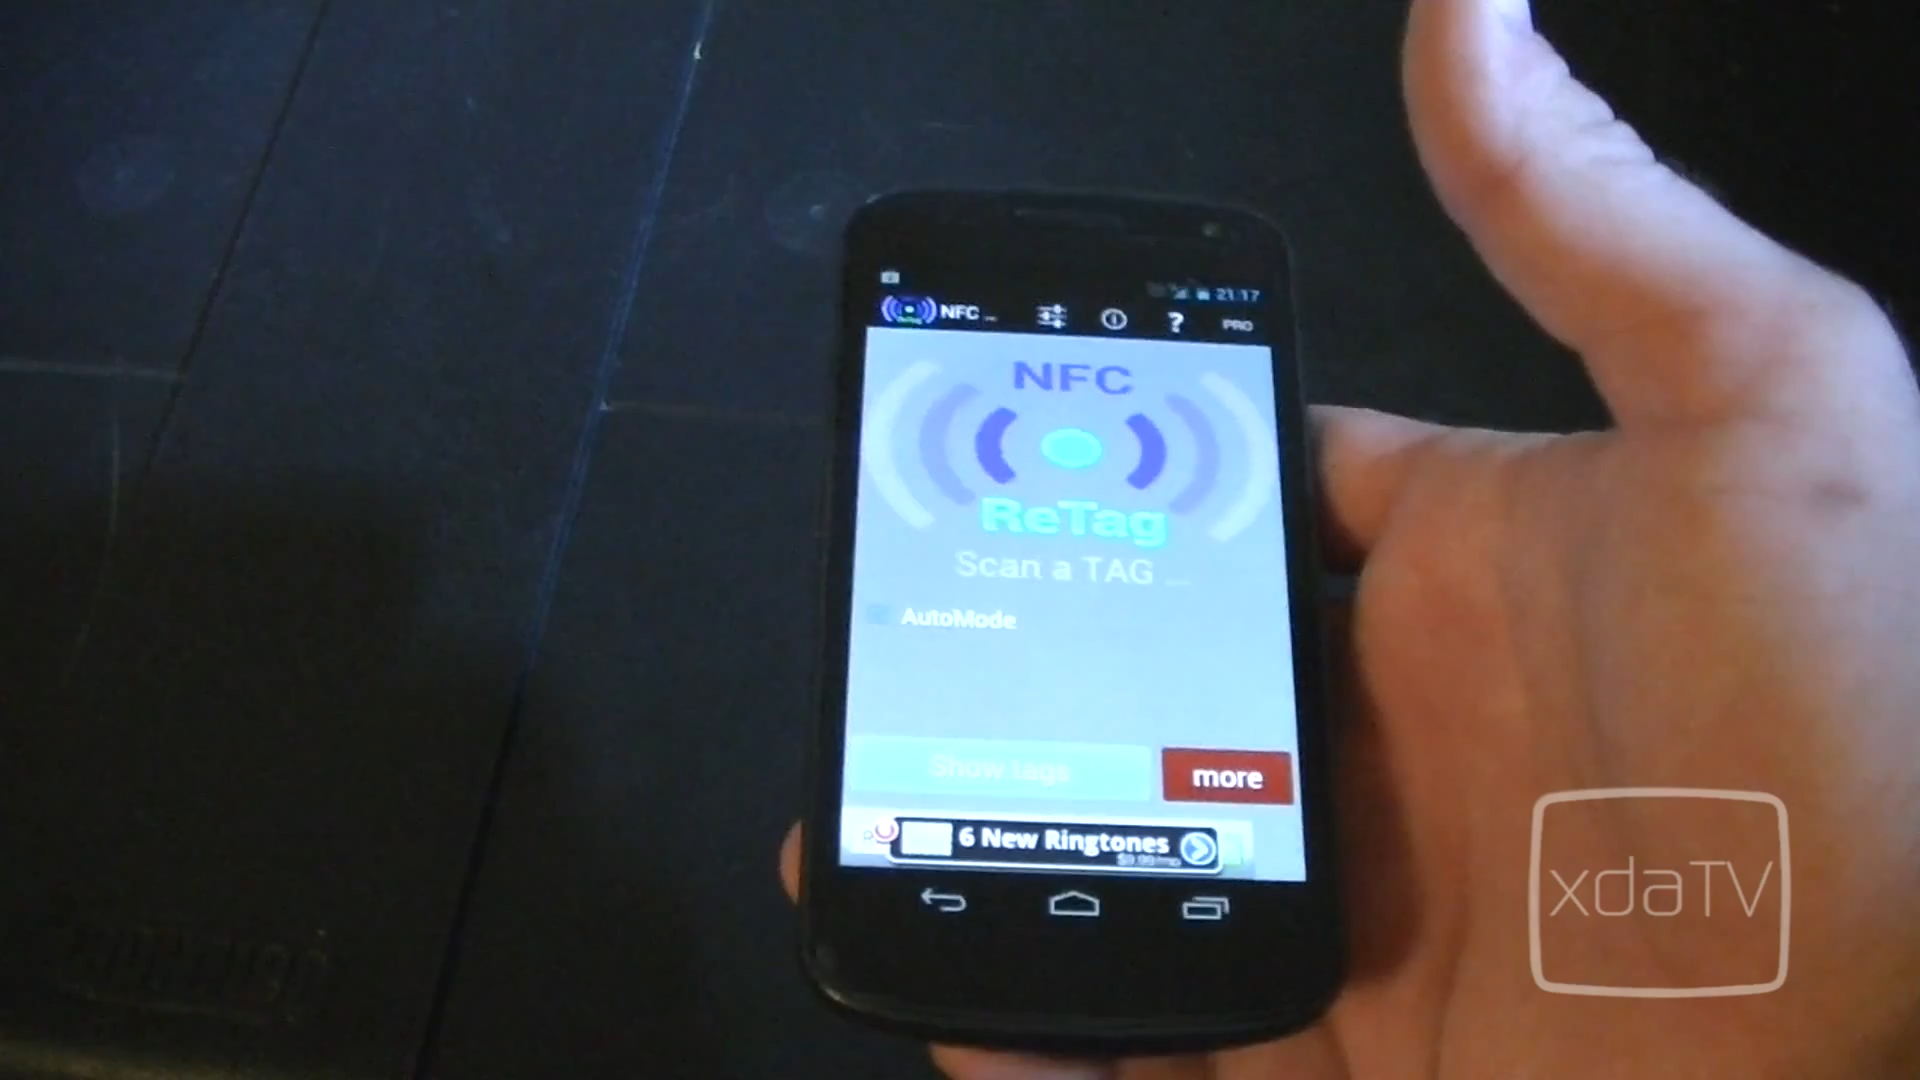 21:17
NFC ...
?
PRO
NFC
ReTag
Scan a TAG ...
AutoMode
Show tags
more
6 New Ringtones
xdaTV